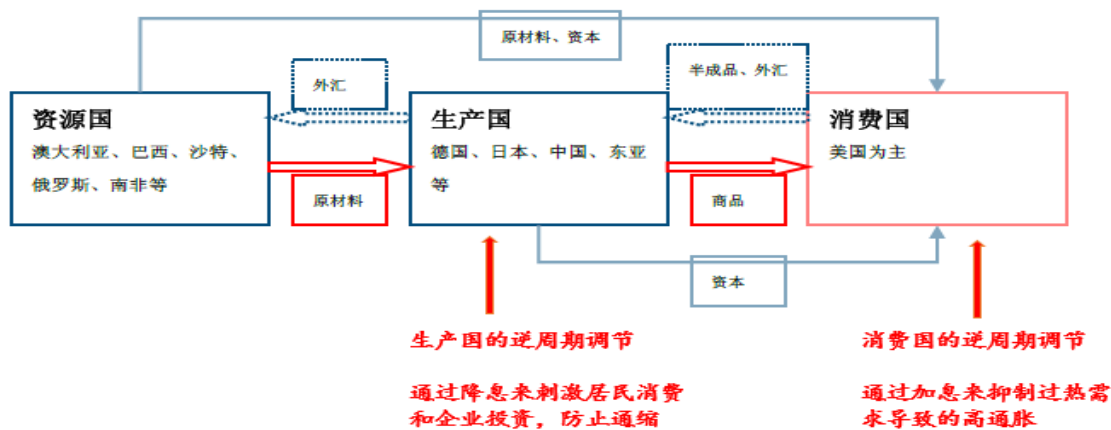 原材料、资本
外汇
半成品、外汇
资源国
澳大利亚、巴西、沙特、
俄罗斯、南非等
生产国
德国、日本、中国、东亚
等
消费国
美国为主
原材料
商品
资本
生产国的逆周期调节
通过降息来刺激居民消费
和企业投资，防止通缩
消费国的逆周期调节
通过加息来抑制过热需
求导致的高通胀